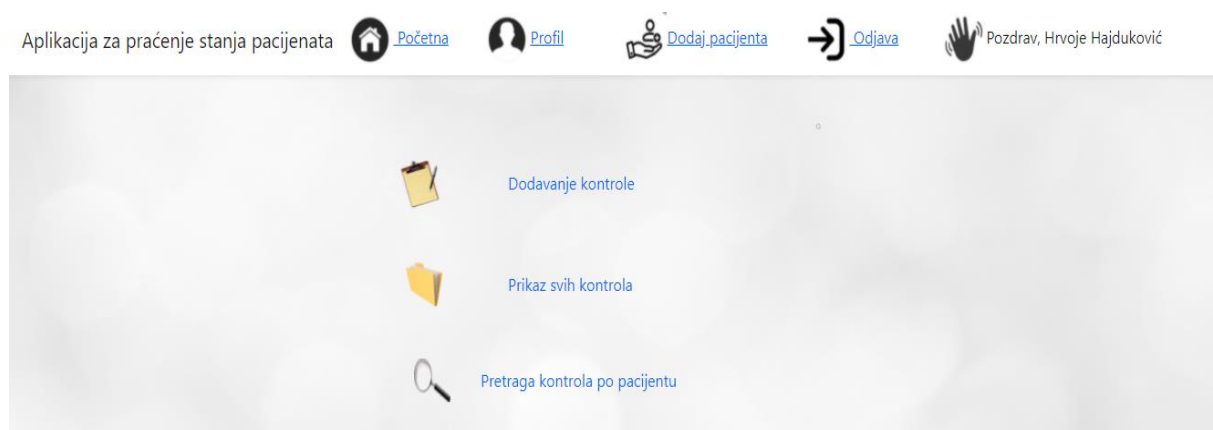 Aplikacija za praćenje stanja pacijenata Početna Profil Dodaj pacijenta Odjava Pozdrav, Hrvoje Hajduković
Dodavanje kontrole
Prikaz svih kontrola
Pretraga kontrola po pacijentu